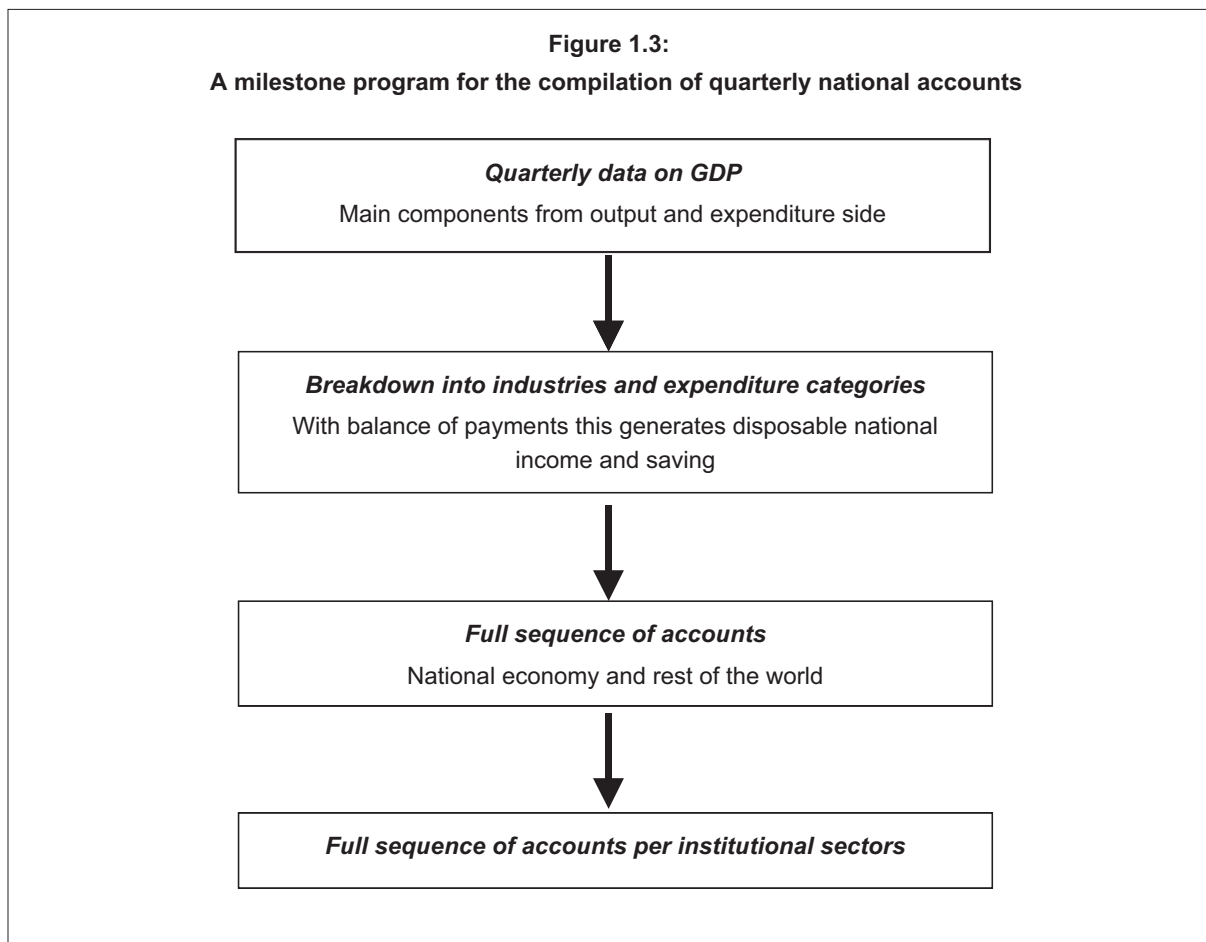 Figure 1.3:
A milestone program for the compilation of quarterly national accounts
Quarterly data on GDP
Main components from output and expenditure side
Breakdown into industries and expenditure categories
With balance of payments this generates disposable national
income and saving
Full sequence of accounts
National economy and rest of the world
Full sequence of accounts per institutional sectors